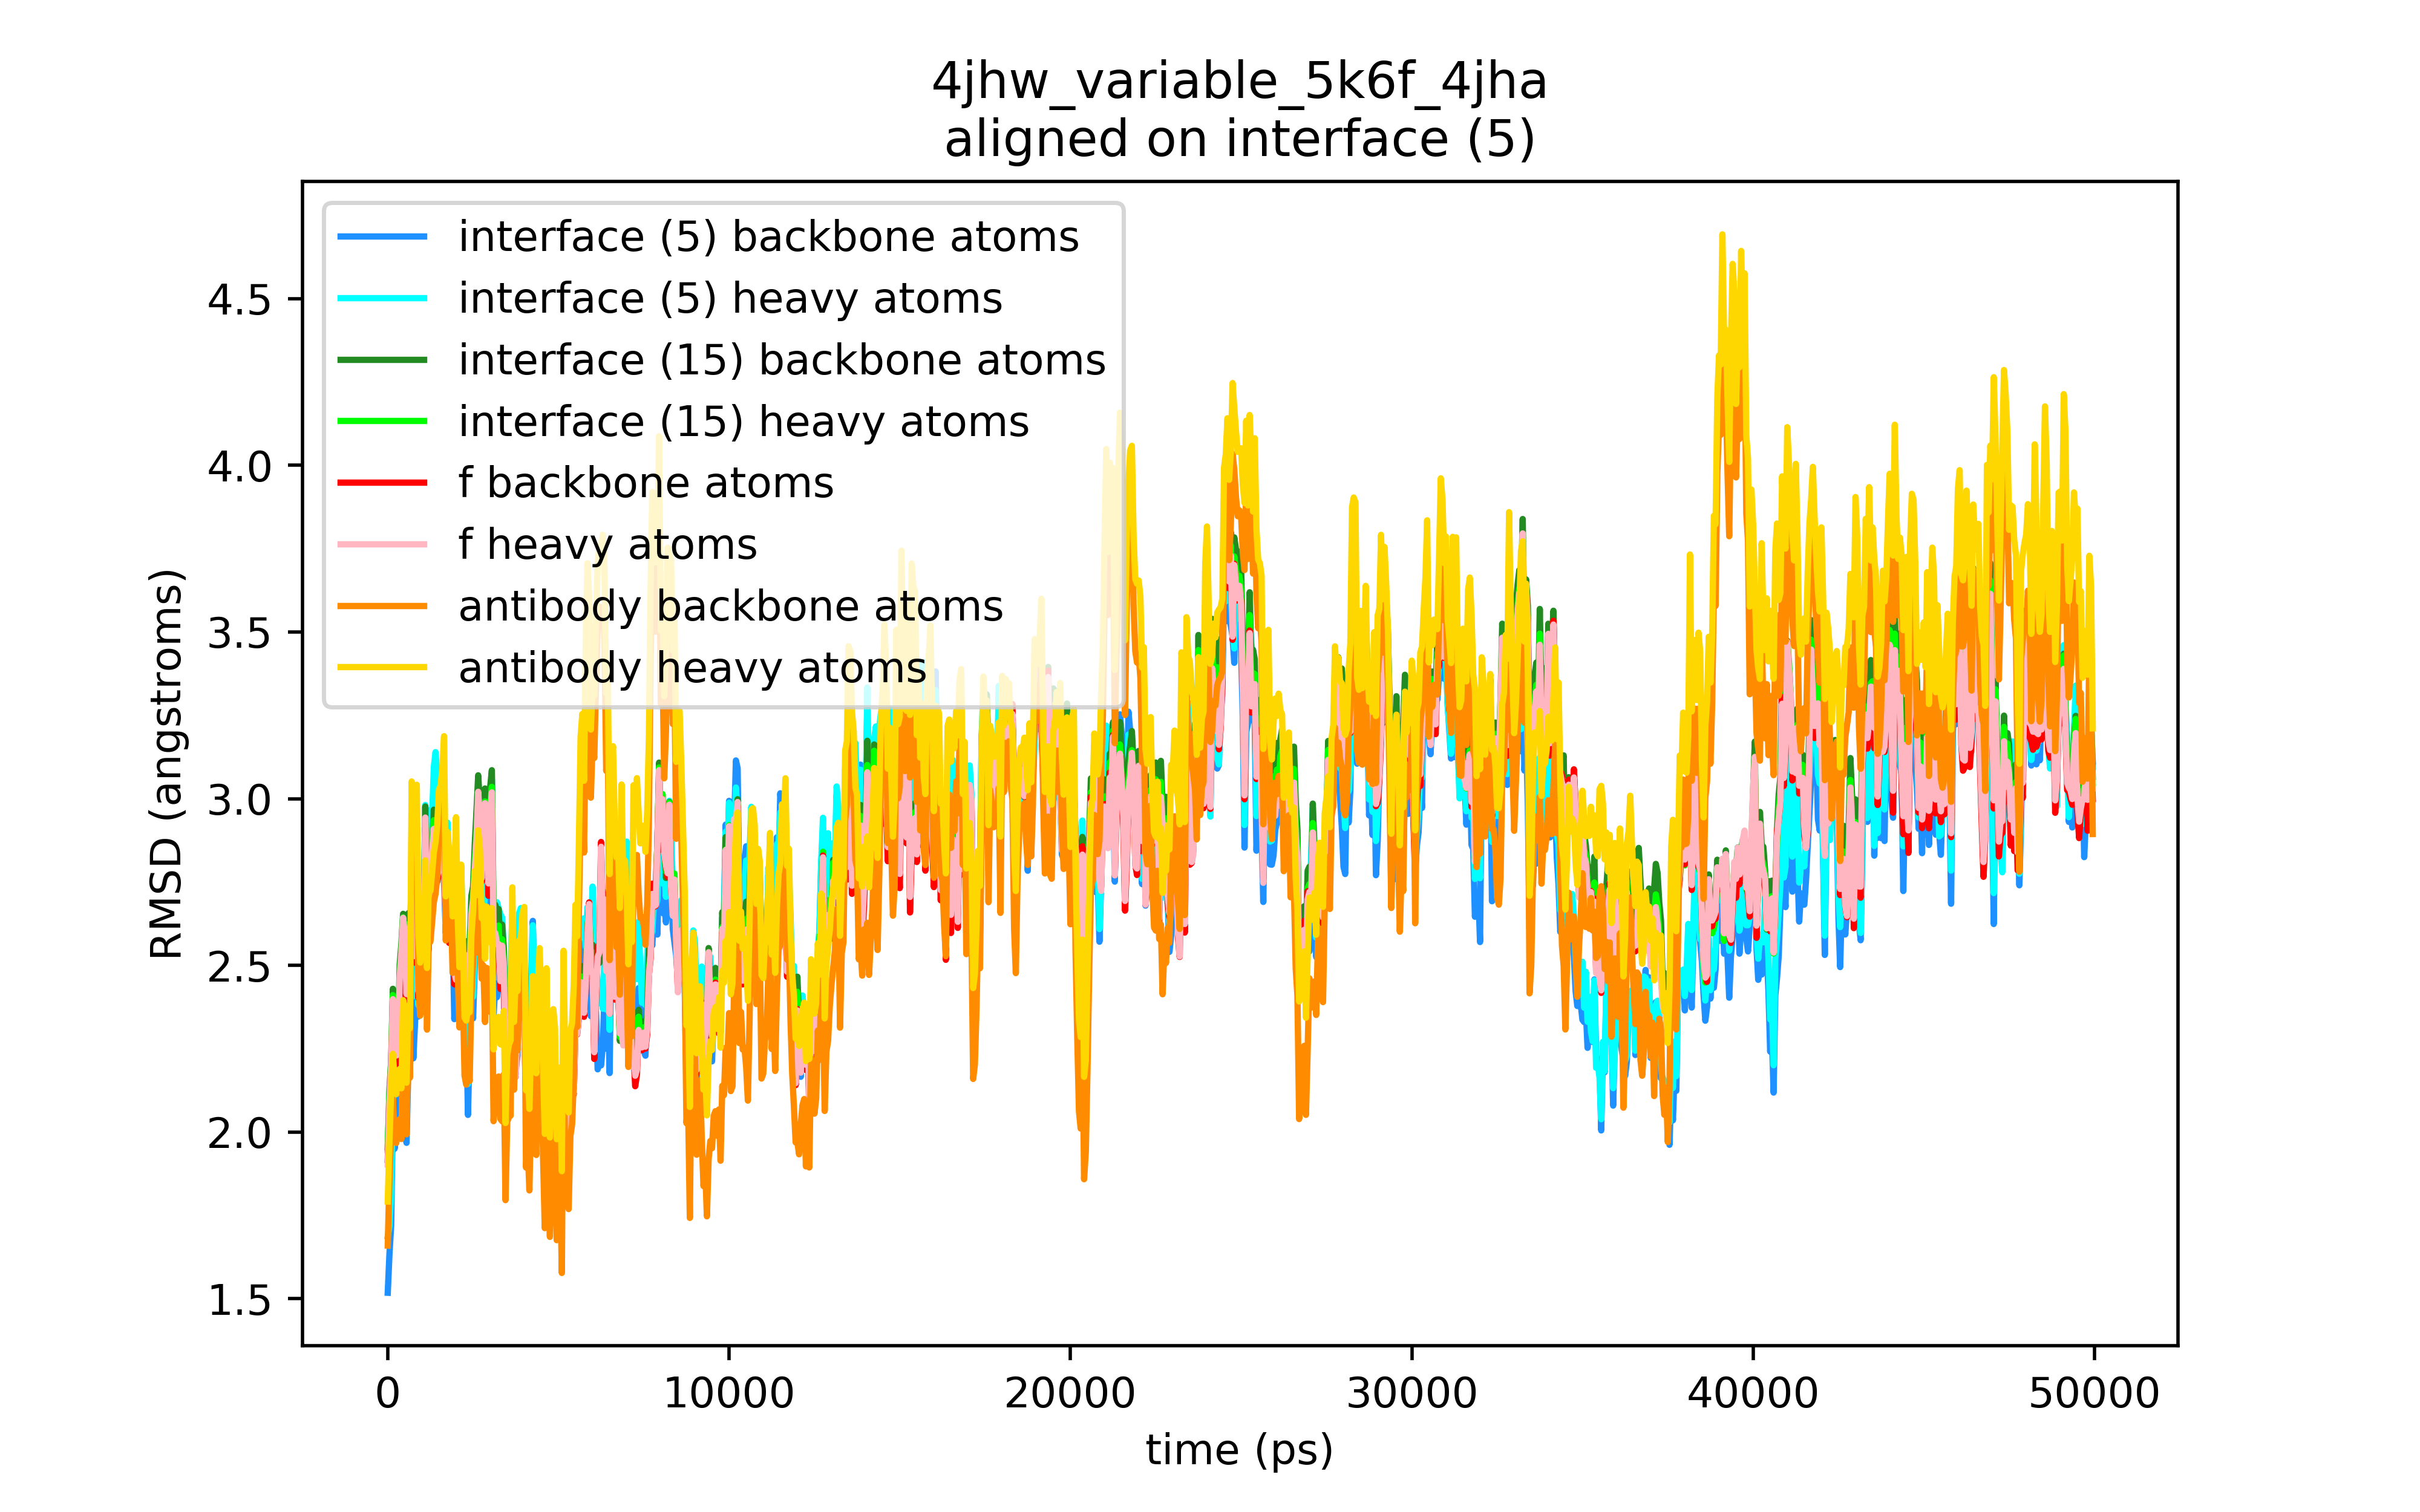 4jhw_variable_5k6f_4jha
aligned on interface (5)
interface (5) backbone atoms
interface (5) heavy atoms
interface (15) backbone atoms
interface (15) heavy atoms
f backbone atoms
f heavy atoms
antibody backbone atoms
antibody heavy atoms
RMSD (angstroms)
4.5
4.0
3.5
3.0
2.5
2.0
1.5
0
10000
20000
30000
40000
50000
time (ps)